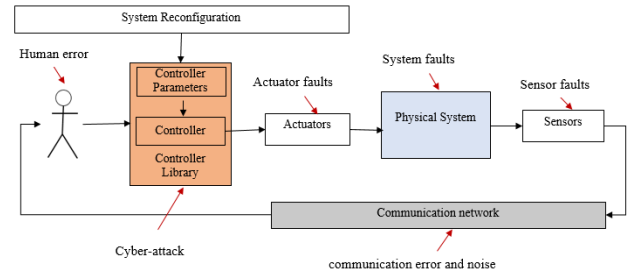 System Reconfiguration
Human error
Controller
Parameters
Controller
Controller
Library
Actuator faults
Actuators
System faults
Physical System
Sensor faults
Sensors
Communication network
Cyber-attack
communication error and noise